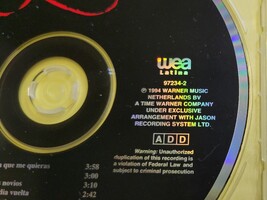 wea
Latina
97234-2
℗ © 1994 WARNER MUSIC
NETHERLANDS BV
A TIME WARNER COMPANY
UNDER EXCLUSIVE
ARRANGEMENT WITH JASON
RECORDING SYSTEM LTD.
ADD
Warning: Unauthorized
duplication of this recording is
a violation of Federal Law and
subject to criminal prosecution
que me quieras 3:58
3:00
novios 3:10
vuelta 2:42